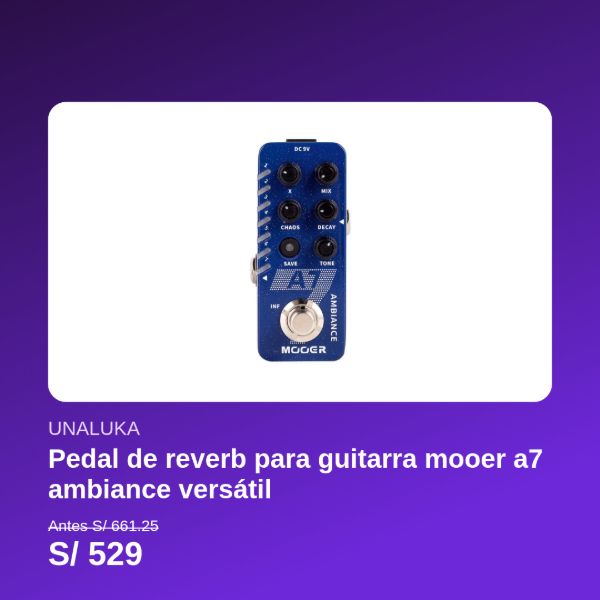 DC 9V
X
MIX
CHAOS
DECAY
SAVE
TONE
A7
INF
AMBIANCE
MOOER
UNALUKA
Pedal de reverb para guitarra mooer a7
ambiance versátil
Antes S/ 661.25
S/ 529